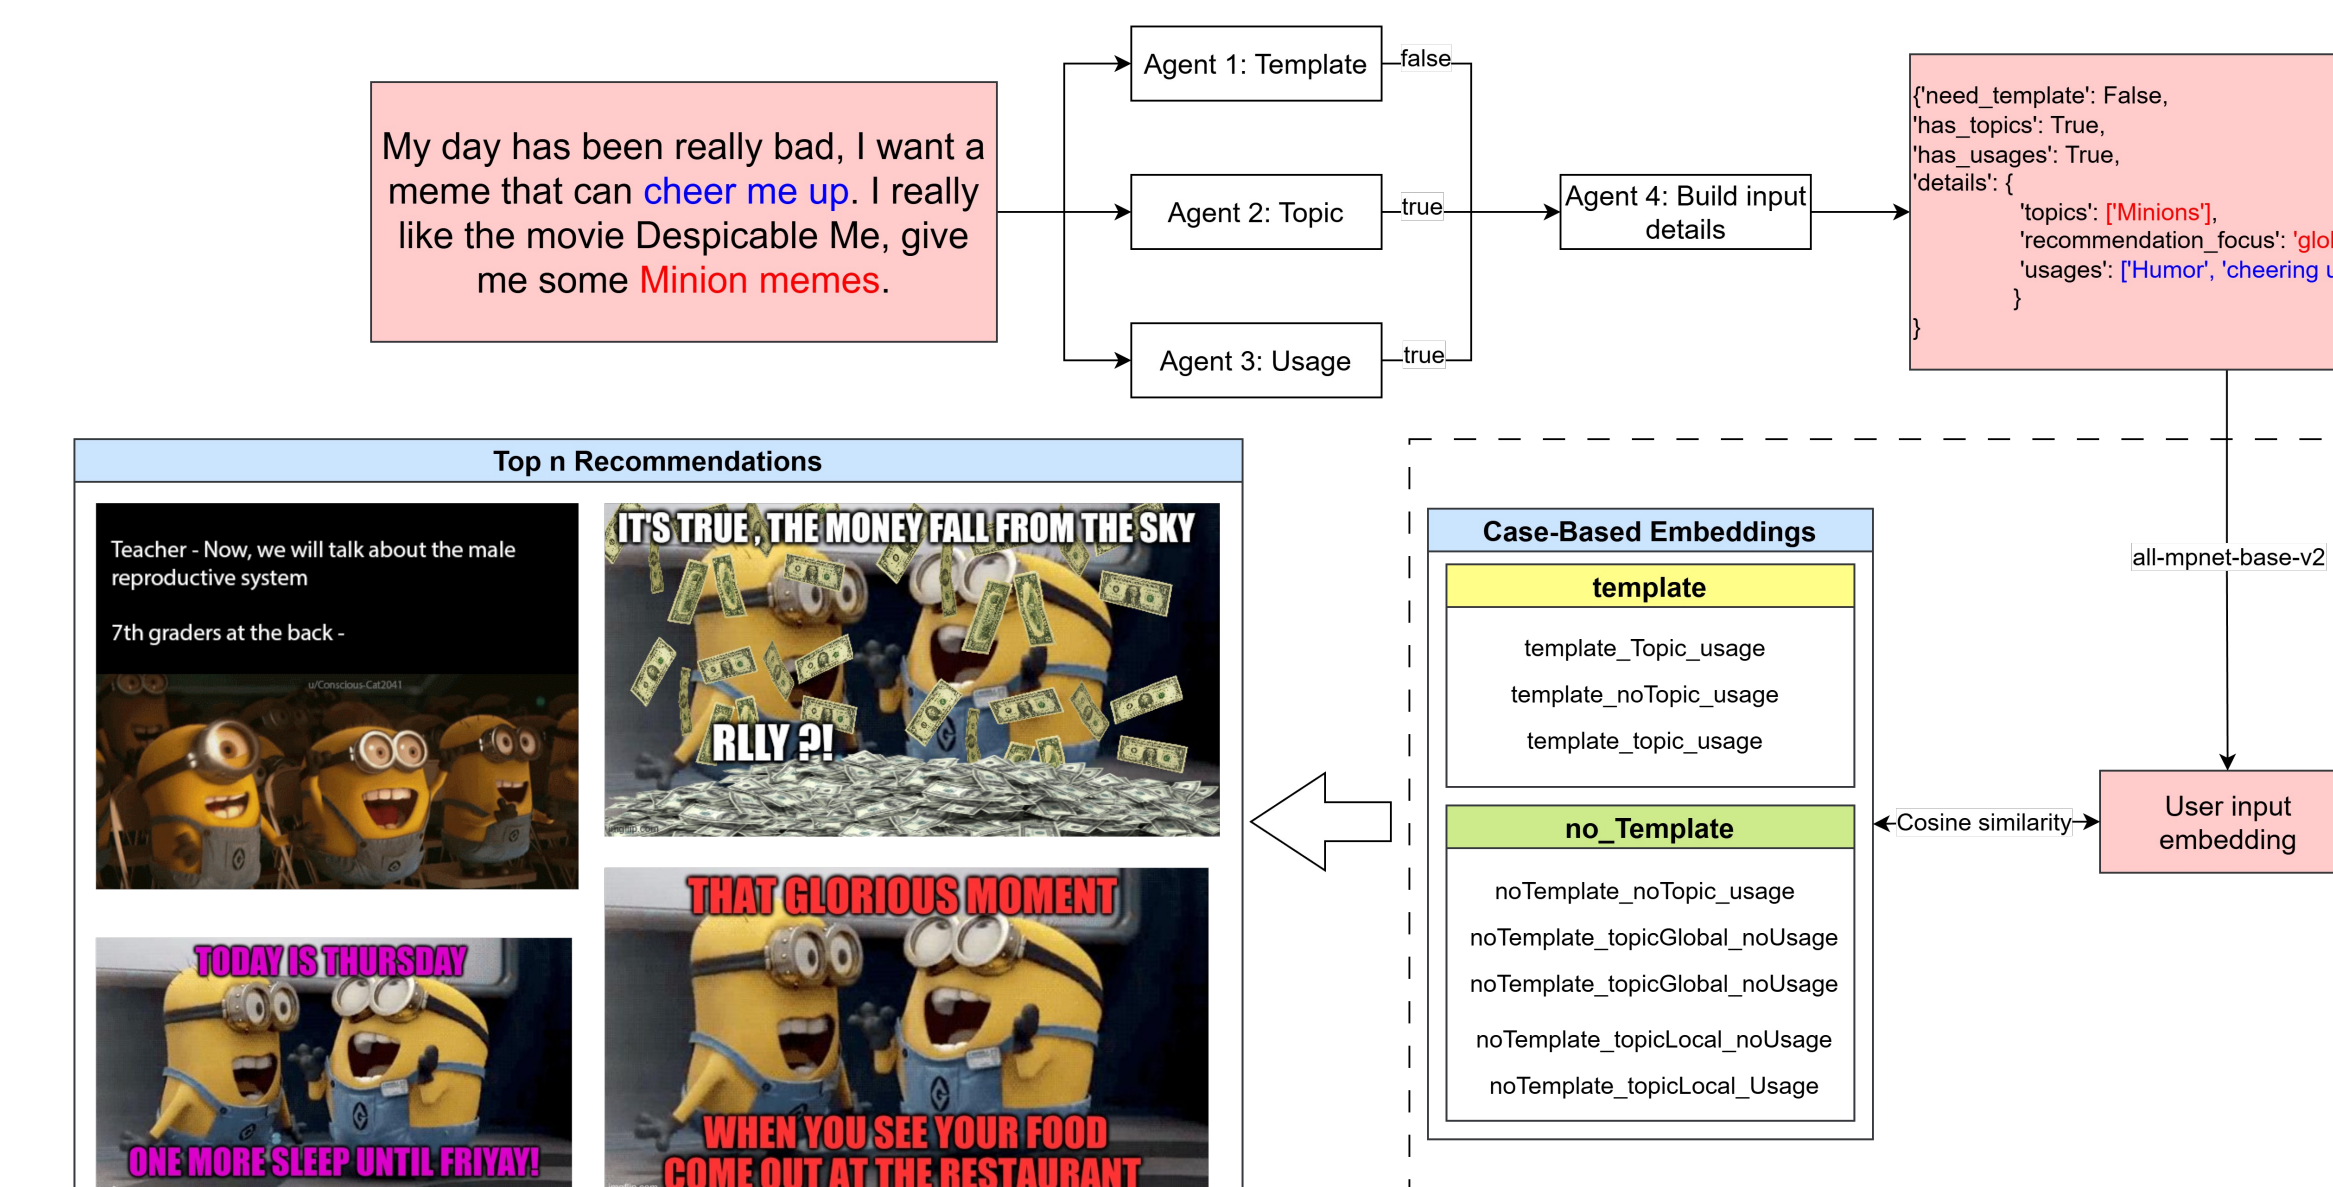 My day has been really bad, I want a
meme that can cheer me up. I really
like the movie Despicable Me, give
me some Minion memes.
Agent 1: Template
false
Agent 2: Topic
true
Agent 3: Usage
true
Agent 4: Build input
details
{'need_template': False,
'has_topics': True,
'has_usages': True,
'details': {
'topics': ['Minions'],
'recommendation_focus': 'glo
'usages': ['Humor', 'cheering u
}
}
Top n Recommendations
Teacher - Now, we will talk about the male
reproductive system
7th graders at the back -
u/Conscious-Cat2041
IT'S TRUE, THE MONEY FALL FROM THE SKY
RLLY ?!
imgflip.com
TODAY IS THURSDAY
ONE MORE SLEEP UNTIL FRIYAY!
THAT GLORIOUS MOMENT
WHEN YOU SEE YOUR FOOD
COME OUT AT THE RESTAURANT
imgflip.com
Case-Based Embeddings
template
template_Topic_usage
template_noTopic_usage
template_topic_usage
no_Template
noTemplate_noTopic_usage
noTemplate_topicGlobal_noUsage
noTemplate_topicGlobal_noUsage
noTemplate_topicLocal_noUsage
noTemplate_topicLocal_Usage
all-mpnet-base-v2
Cosine similarity
User input
embedding